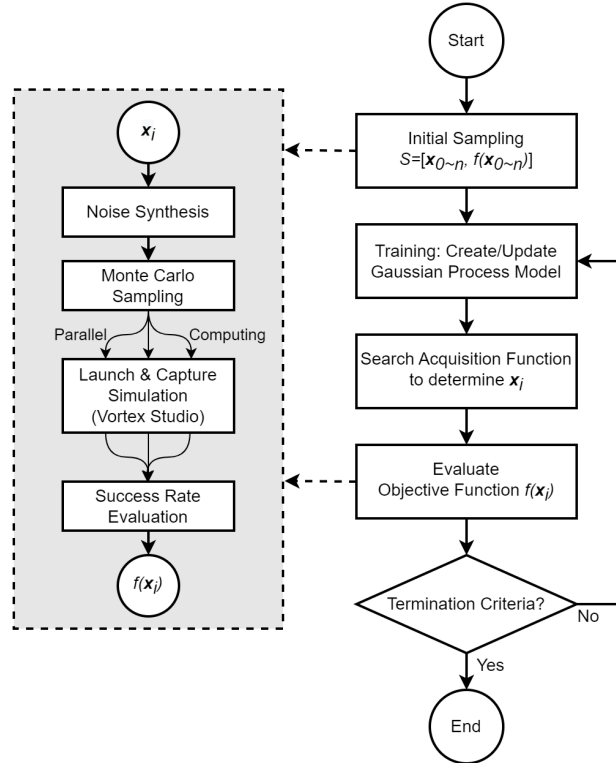 Start
Initial Sampling
S=[x0~n, f(x0~n)]
Training: Create/Update
Gaussian Process Model
Search Acquisition Function
to determine xi
Evaluate
Objective Function f(xi)
Termination Criteria?
No
Yes
End
xi
Noise Synthesis
Monte Carlo
Sampling
Parallel
Computing
Launch & Capture
Simulation
(Vortex Studio)
Success Rate
Evaluation
f(xi)